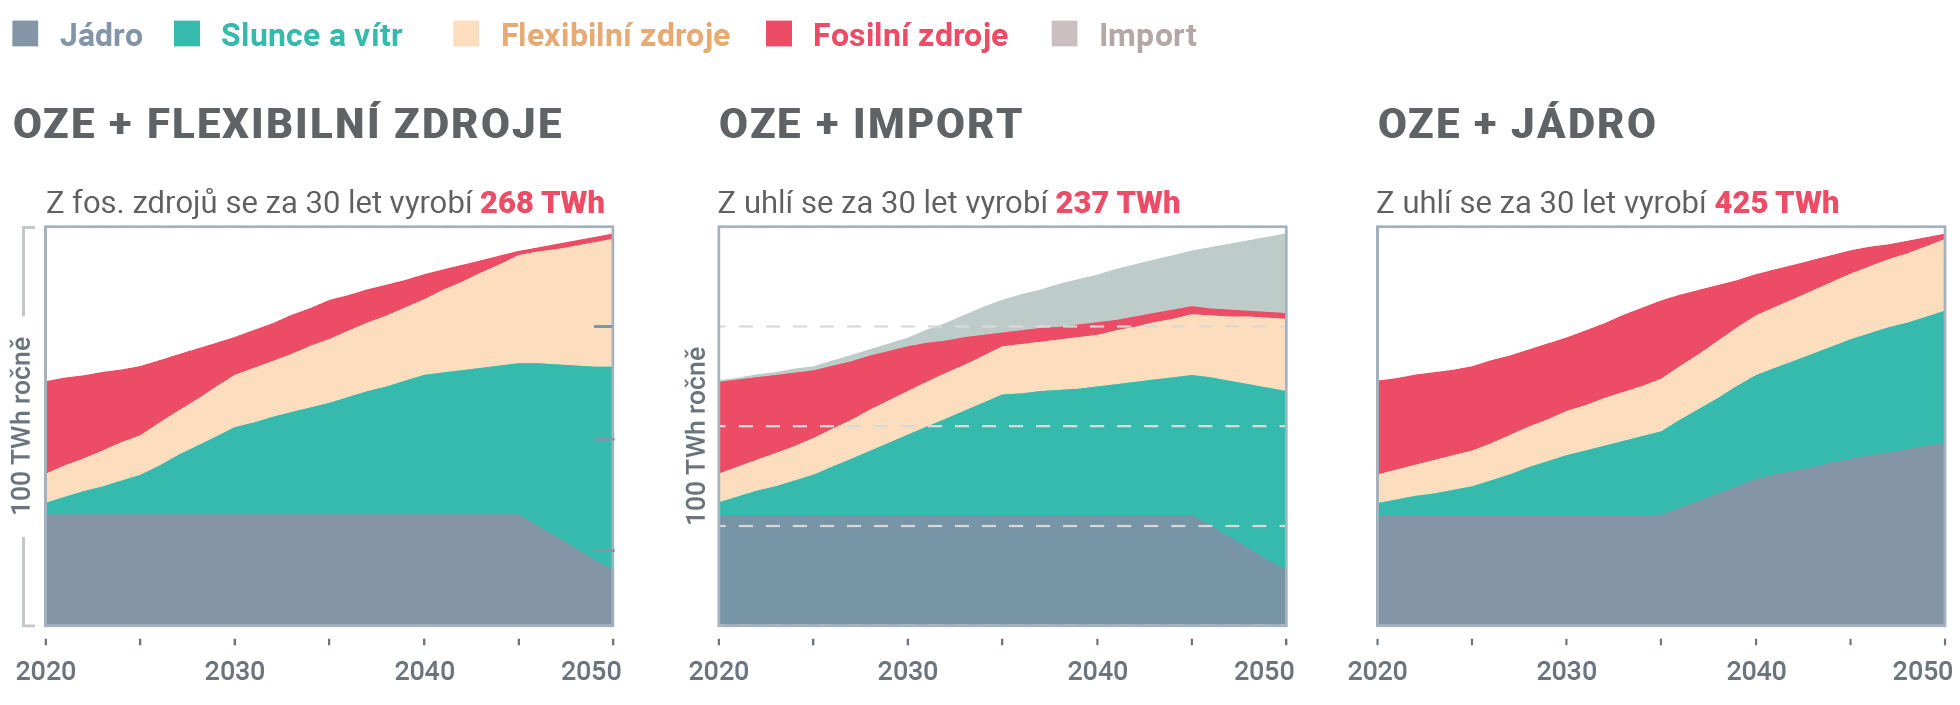 Jádro Slunce a vítr Flexibilní zdroje Fosilní zdroje Import
OZE + FLEXIBILNÍ ZDROJE
Z fos. zdrojů se za 30 let vyrobí 268 TWh
100 TWh ročně
2020 2030 2040 2050
OZE + IMPORT
Z uhlí se za 30 let vyrobí 237 TWh
100 TWh ročně
2020 2030 2040 2050
OZE + JÁDRO
Z uhlí se za 30 let vyrobí 425 TWh
2020 2030 2040 2050